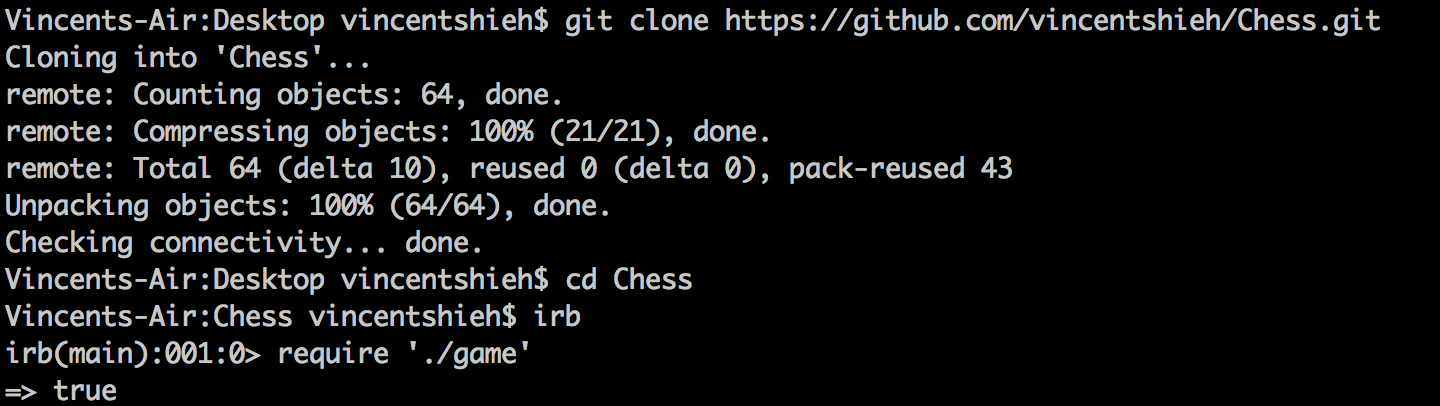 Vincents-Air:Desktop vincentshieh$ git clone https://github.com/vincentshieh/Chess.git
Cloning into 'Chess'...
remote: Counting objects: 64, done.
remote: Compressing objects: 100% (21/21), done.
remote: Total 64 (delta 10), reused 0 (delta 0), pack-reused 43
Unpacking objects: 100% (64/64), done.
Checking connectivity... done.
Vincents-Air:Desktop vincentshieh$ cd Chess
Vincents-Air:Chess vincentshieh$ irb
irb(main):001:0> require './game'
=> true